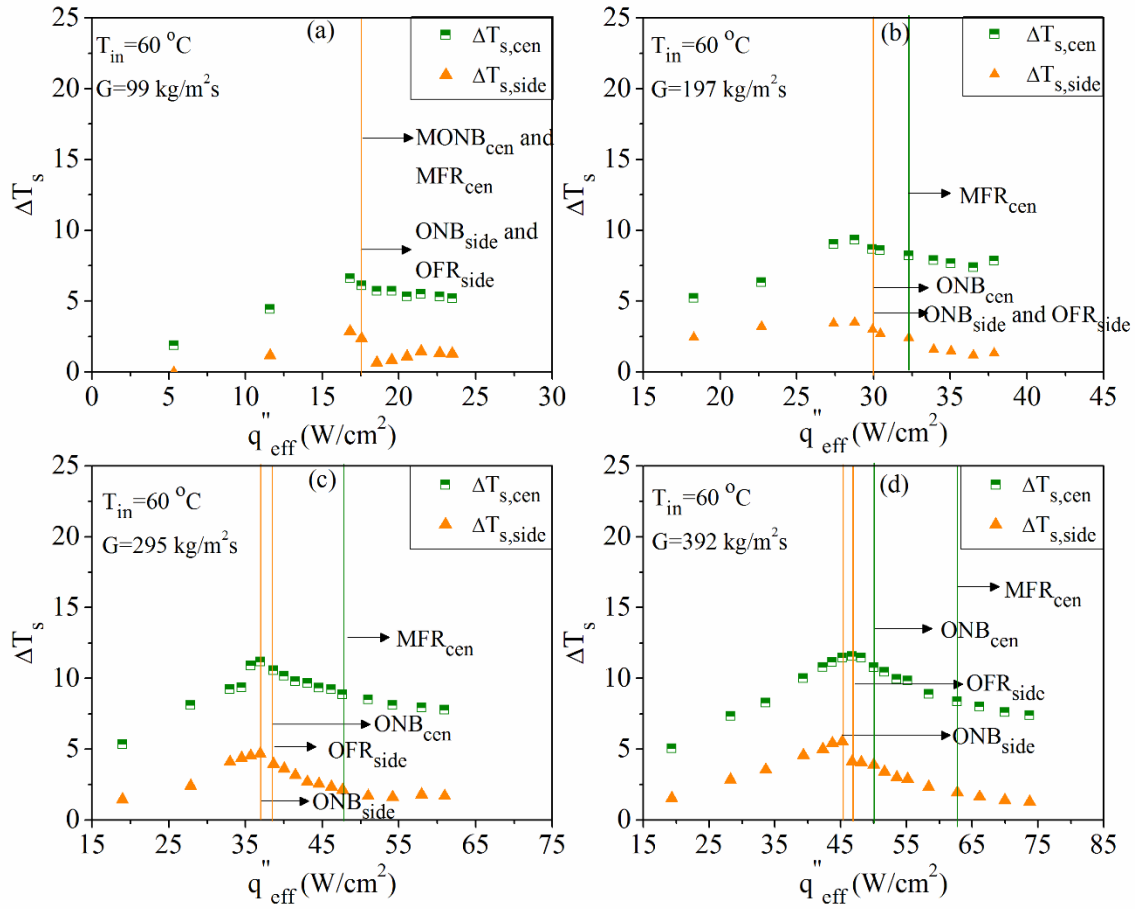 (a)
T_in=60 °C
G=99 kg/m²s
ΔT_s,cen
ΔT_s,side
MONB_cen and
MFR_cen
ONB_side and
OFR_side
ΔT_s
25
20
15
10
5
0
0 5 10 15 20 25 30
q''_eff (W/cm²)
(b)
T_in=60 °C
G=197 kg/m²s
ΔT_s,cen
ΔT_s,side
MFR_cen
ONB_cen
ONB_side and OFR_side
ΔT_s
25
20
15
10
5
0
15 20 25 30 35 40 45
q''_eff (W/cm²)
(c)
T_in=60 °C
G=295 kg/m²s
ΔT_s,cen
ΔT_s,side
MFR_cen
ONB_cen
OFR_side
ONB_side
ΔT_s
25
20
15
10
5
0
15 25 35 45 55 65 75
q''_eff (W/cm²)
(d)
T_in=60 °C
G=392 kg/m²s
ΔT_s,cen
ΔT_s,side
MFR_cen
ONB_cen
OFR_side
ONB_side
ΔT_s
25
20
15
10
5
0
15 25 35 45 55 65 75 85
q''_eff (W/cm²)